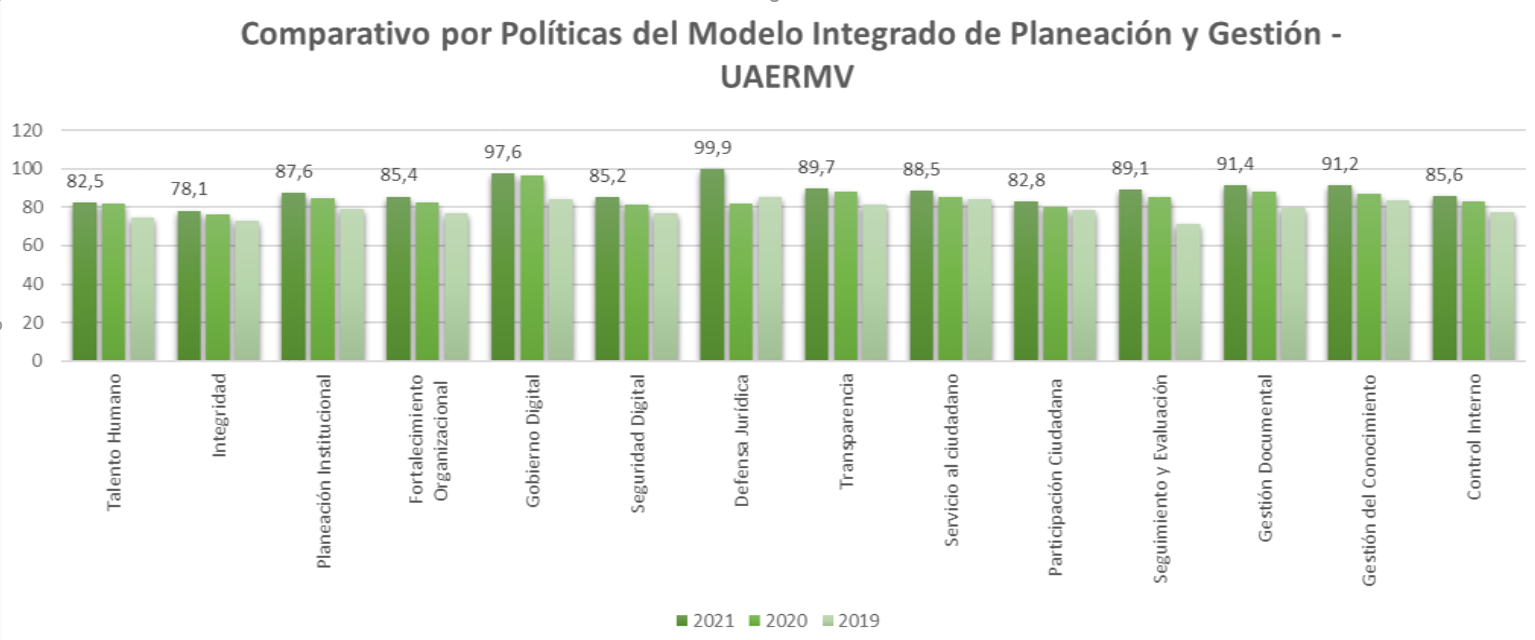 Comparativo por Políticas del Modelo Integrado de Planeación y Gestión -
UAERMV
120
100
80
60
40
20
0
82,5
78,1
87,6
85,4
97,6
85,2
99,9
89,7
88,5
82,8
89,1
91,4
91,2
85,6
Talento Humano
Integridad
Planeación Institucional
Fortalecimiento
Organizacional
Gobierno Digital
Seguridad Digital
Defensa Jurídica
Transparencia
Servicio al ciudadano
Participación Ciudadana
Seguimiento y Evaluación
Gestión Documental
Gestión del Conocimiento
Control Interno
2021 2020 2019